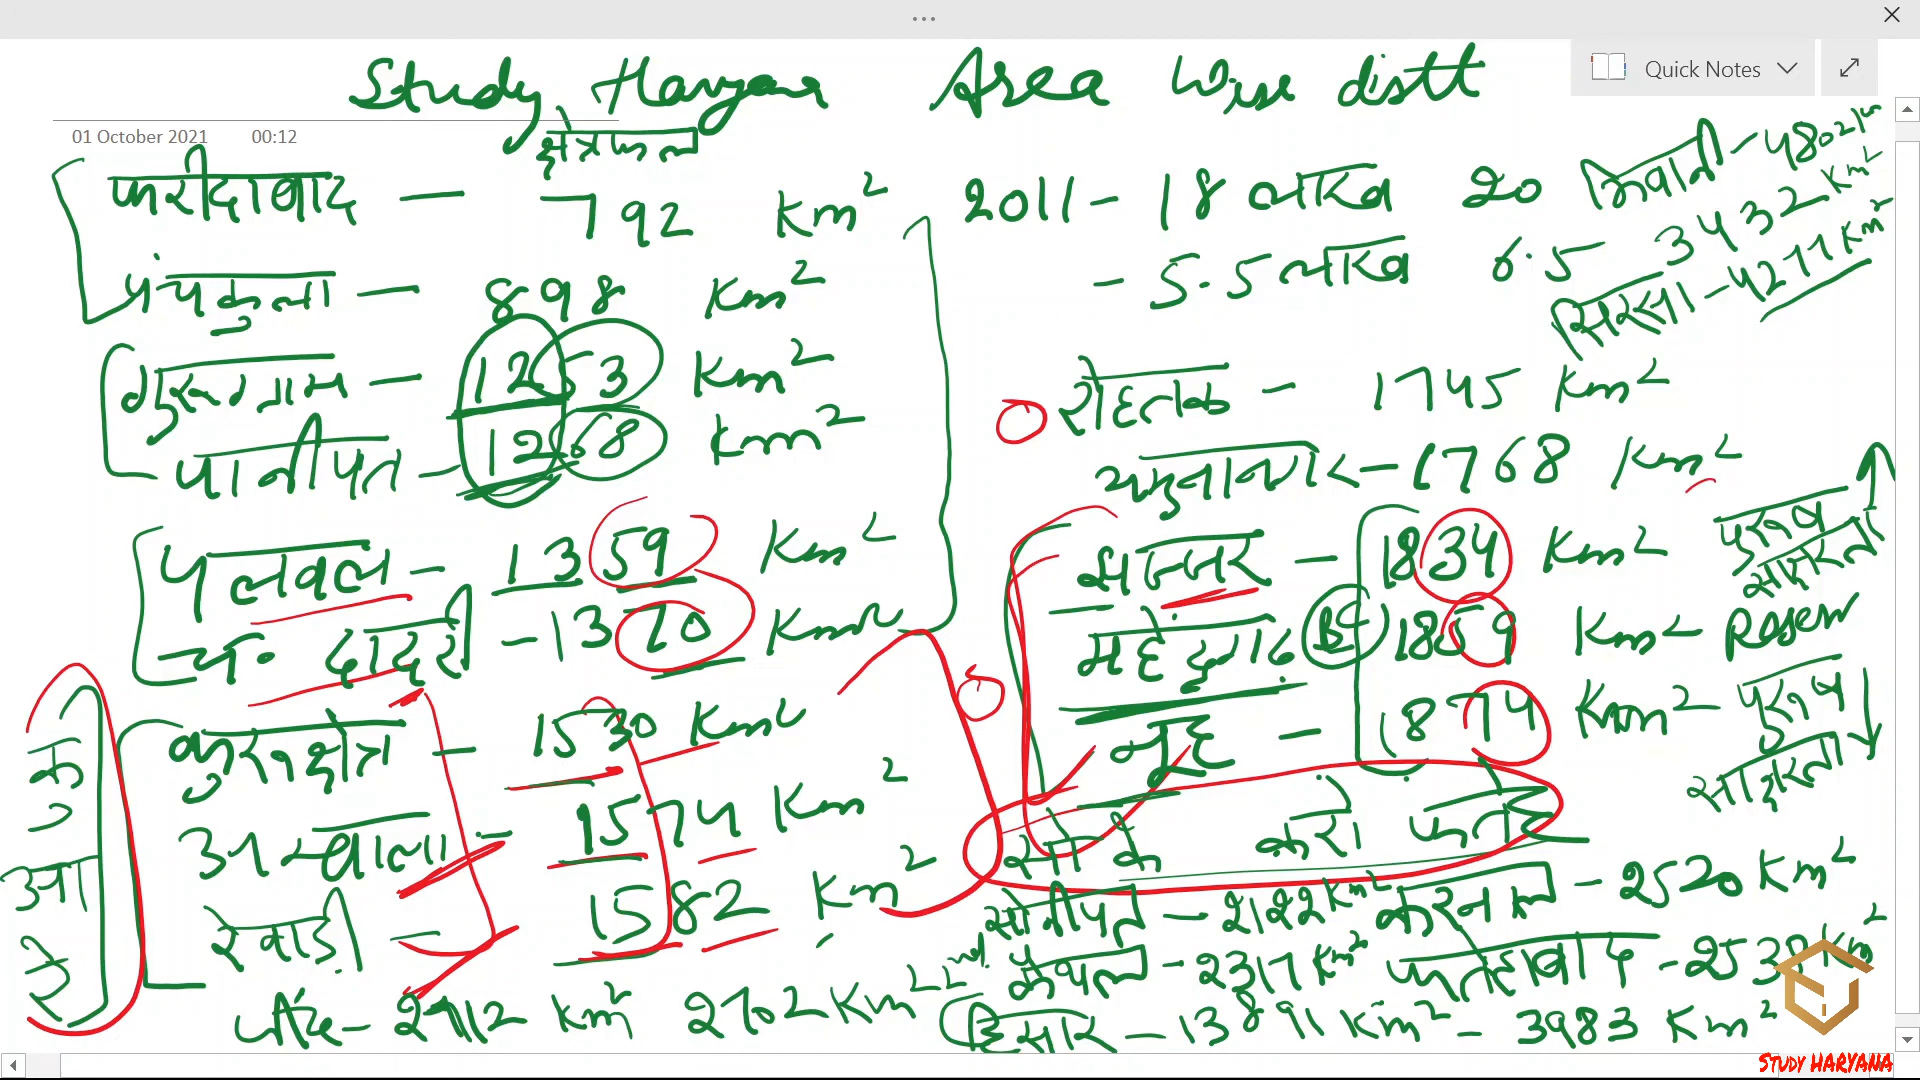 Quick Notes
Study Haryana Area Wise distt
01 October 2021 00:12
क्षेत्रफल
फरीदाबाद — 792 Km²
पंचकुला — 898 Km²
गुरूग्राम — 1253 Km²
पानीपत — 1268 Km²
पलवल — 1359 Km²
च. दादरी — 1370 Km²
कुरूक्षेत्र — 1530 Km²
अम्बाला — 1574 Km²
रेवाड़ी — 1582 Km²
कु
आ
रे
जींद — 2702 Km²
2011 — 18 लाख 20
— 5.5 लाख 6.5
भिवानी — 4802 Km
3432 Km²
सिरसा — 4277 Km²
रोहतक — 1745 Km²
यमुनानगर — 1768 Km²
झज्जर — 1834 Km²
महेंद्रगढ़ 1859 Km²
नूंह — 1874 Km²
सोनीपत — 2122 Km² करनाल — 2520 Km²
कैथल — 2317 Km² फतेहाबाद — 2538 Km²
हिसार — 3983 Km²
STUDY HARYANA